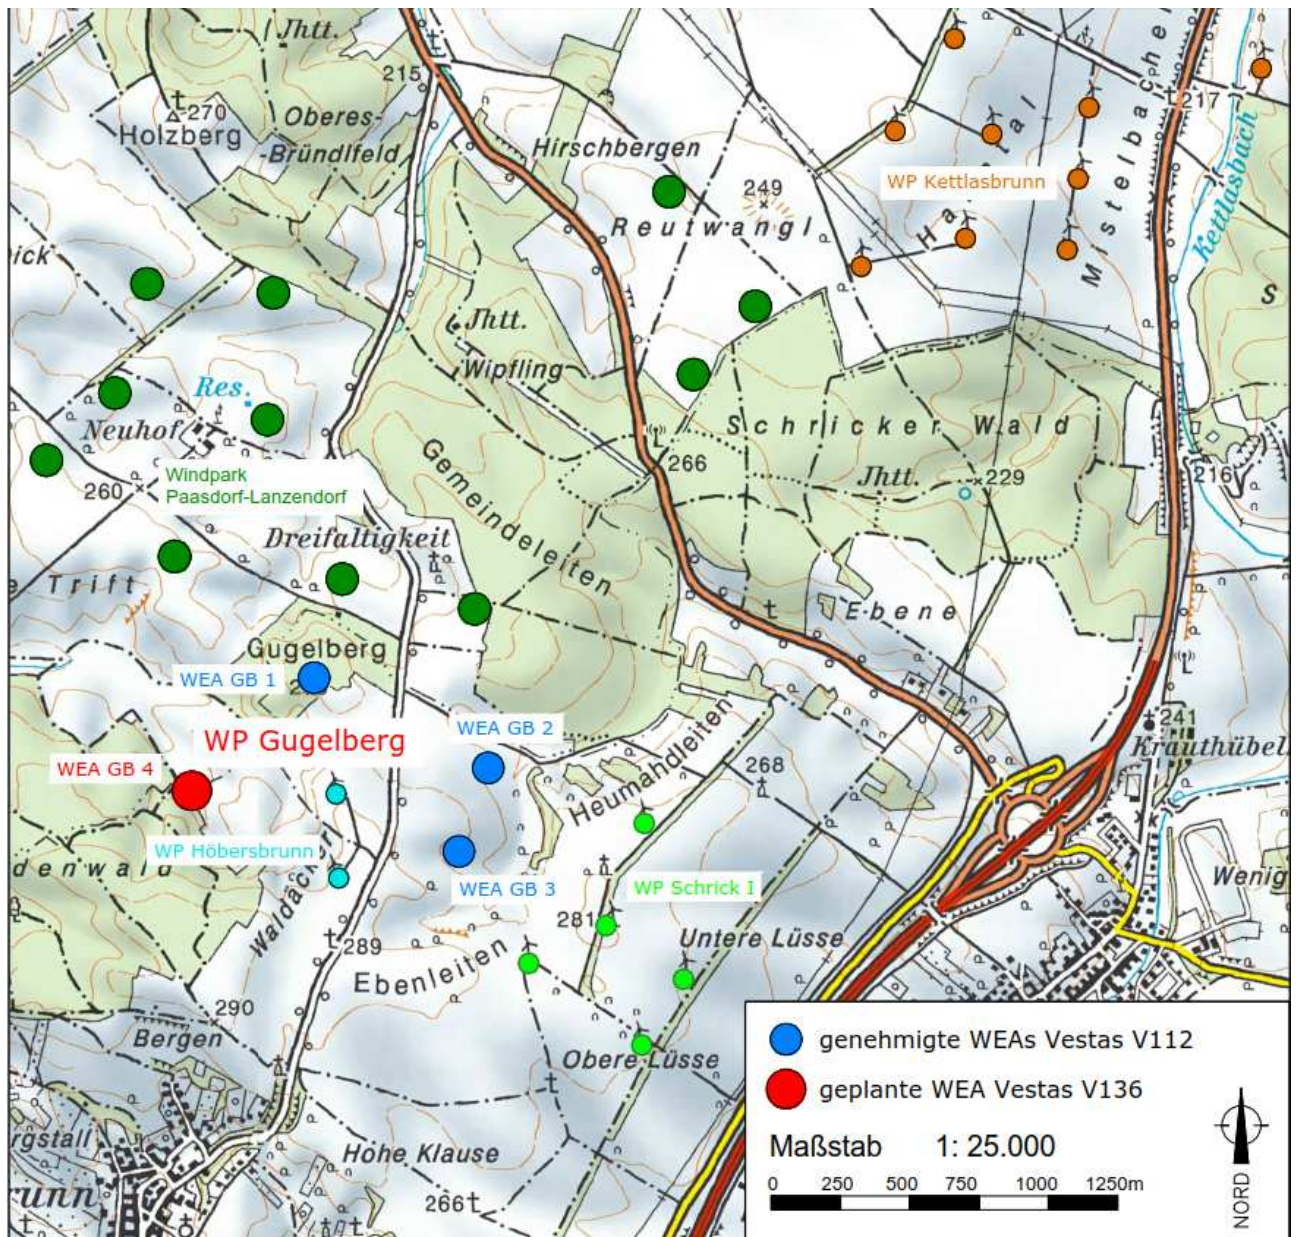 Jhtt.
215
270
Holzberg
Oberes-
-Bründlfeld
Hirschbergen
217
Kettlasbach
Mistelbache
WP Kettlasbrunn
249
Reutwangl
Jhtt.
Wipfling
Res.
Neuhof
Schricker Wald
266
Jhtt.
229
216
S
Windpark
Paasdorf-Lanzendorf
260
Gemeindeleiten
Dreifaltigkeit
Trift
Ebene
Gugelberg
WEA GB 1
WP Gugelberg
WEA GB 2
WEA GB 4
241
Krauthübel
268
Heumahdleiten
WP Höbersbrunn
denwald
WEA GB 3
WP Schrick I
Wenig
Waldäcker
281
289
Untere Lüsse
Ebenleiten
290
Bergen
Obere Lüsse
rgstall
Hohe Klause
266
runn
genehmigte WEAs Vestas V112
geplante WEA Vestas V136
Maßstab 1: 25.000
0 250 500 750 1000 1250m
NORD